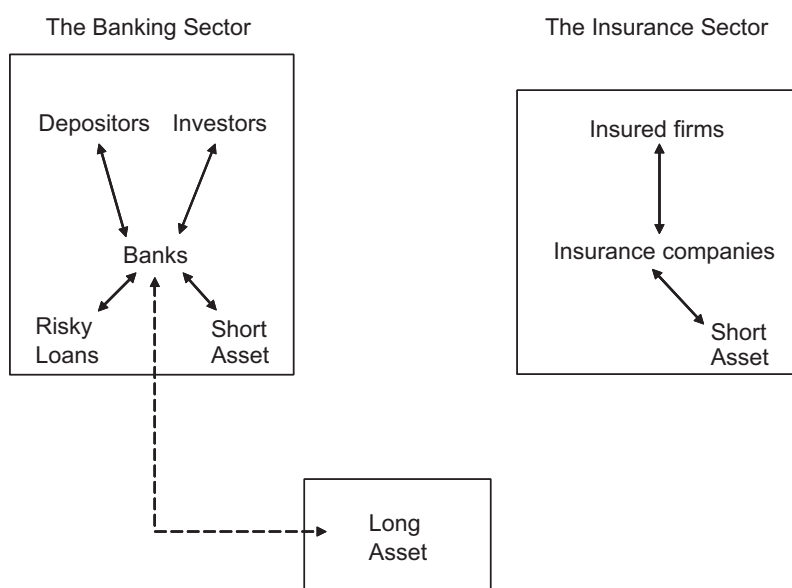 The Banking Sector
The Insurance Sector
Depositors
Investors
Banks
Risky
Loans
Short
Asset
Insured firms
Insurance companies
Short
Asset
Long
Asset